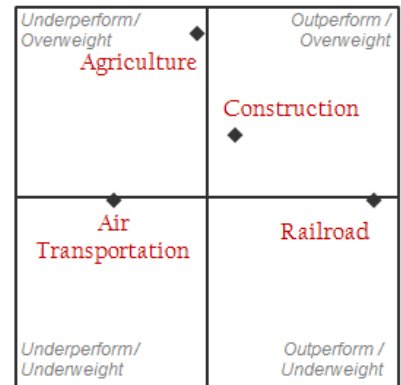 Underperform/
Overweight
Outperform /
Overweight
Agriculture
Construction
Air
Transportation
Railroad
Underperform/
Underweight
Outperform /
Underweight